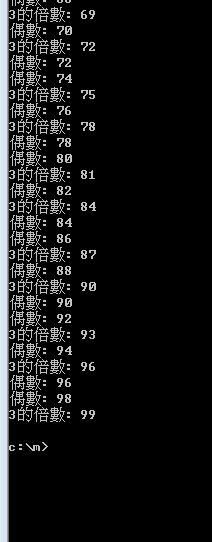 3的倍數: 69
偶數: 70
3的倍數: 72
偶數: 72
偶數: 74
3的倍數: 75
偶數: 76
3的倍數: 78
偶數: 78
偶數: 80
3的倍數: 81
偶數: 82
3的倍數: 84
偶數: 84
偶數: 86
3的倍數: 87
偶數: 88
3的倍數: 90
偶數: 90
偶數: 92
3的倍數: 93
偶數: 94
3的倍數: 96
偶數: 96
偶數: 98
3的倍數: 99
c:\m>